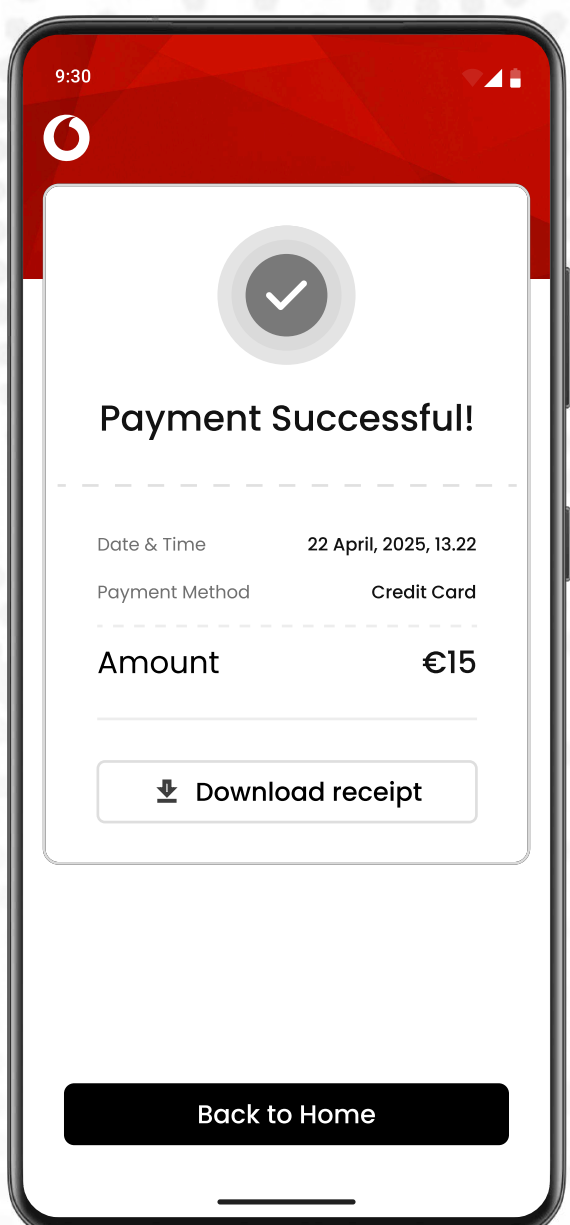 9:30
Payment Successful!
Date & Time 22 April, 2025, 13.22
Payment Method Credit Card
Amount €15
Download receipt
Back to Home